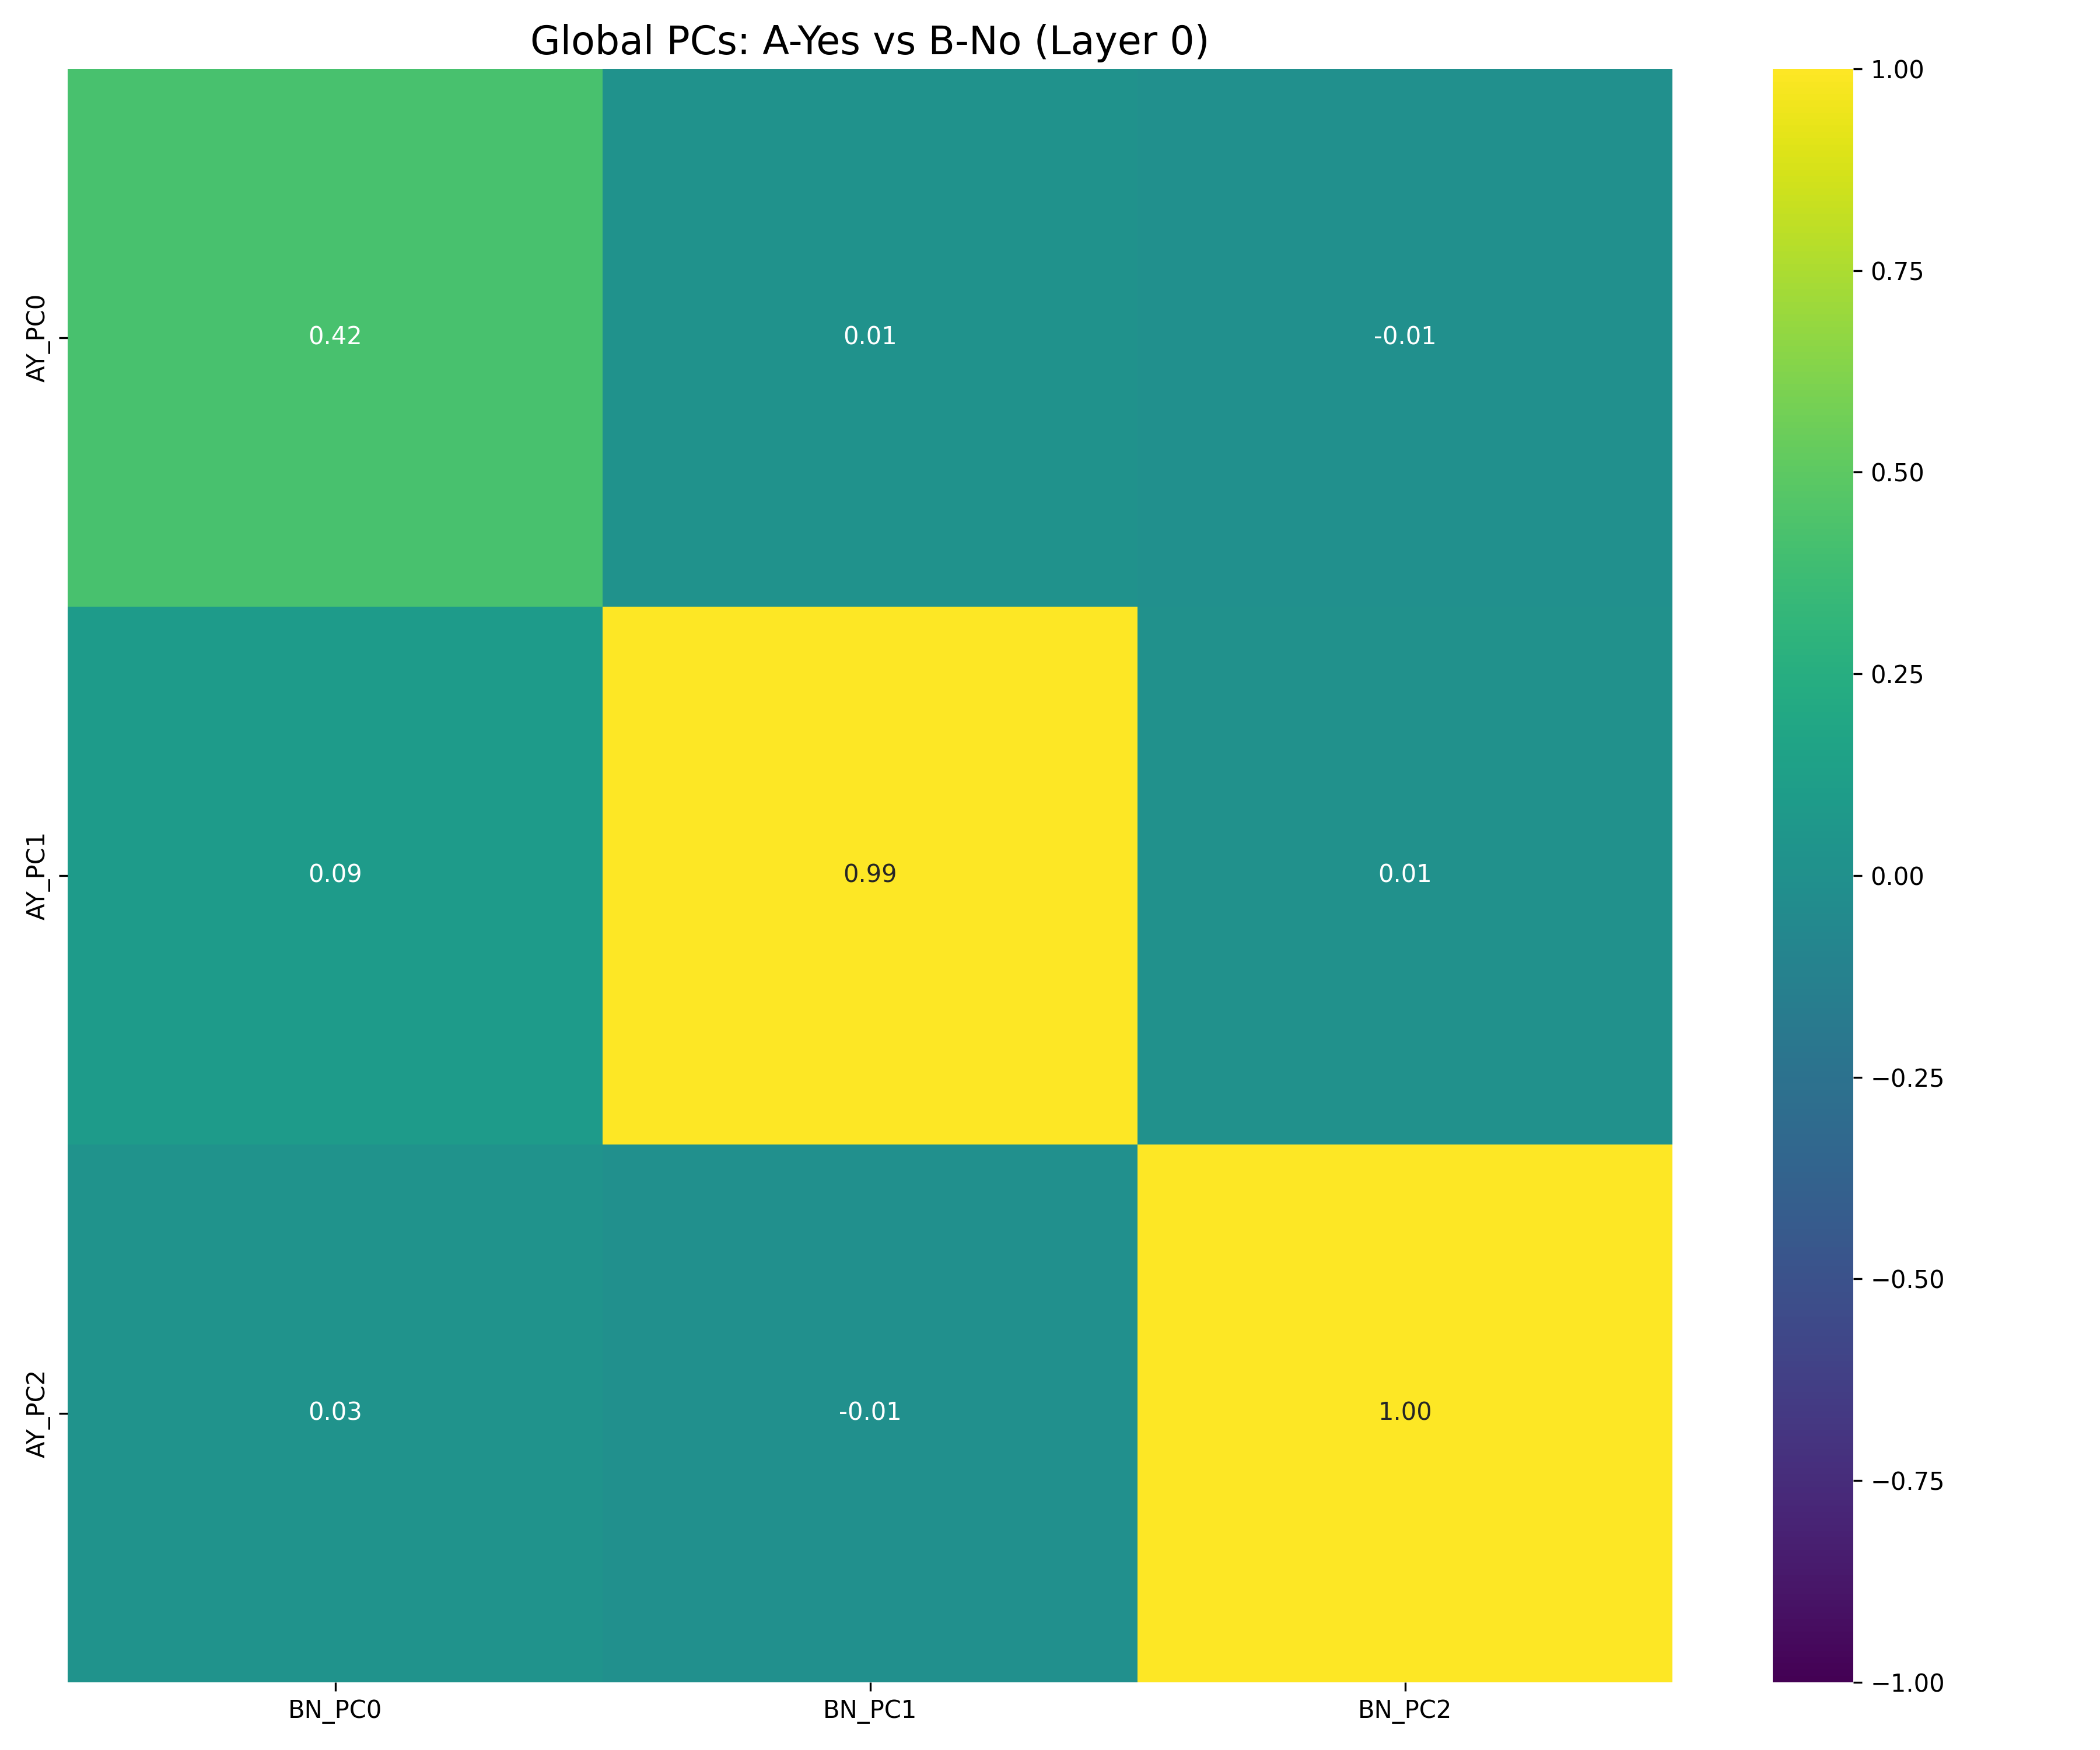 Global PCs: A-Yes vs B-No (Layer 0)
AY_PC0
0.42
0.01
-0.01
AY_PC1
0.09
0.99
0.01
AY_PC2
0.03
-0.01
1.00
BN_PC0
BN_PC1
BN_PC2
1.00
0.75
0.50
0.25
0.00
−0.25
−0.50
−0.75
−1.00